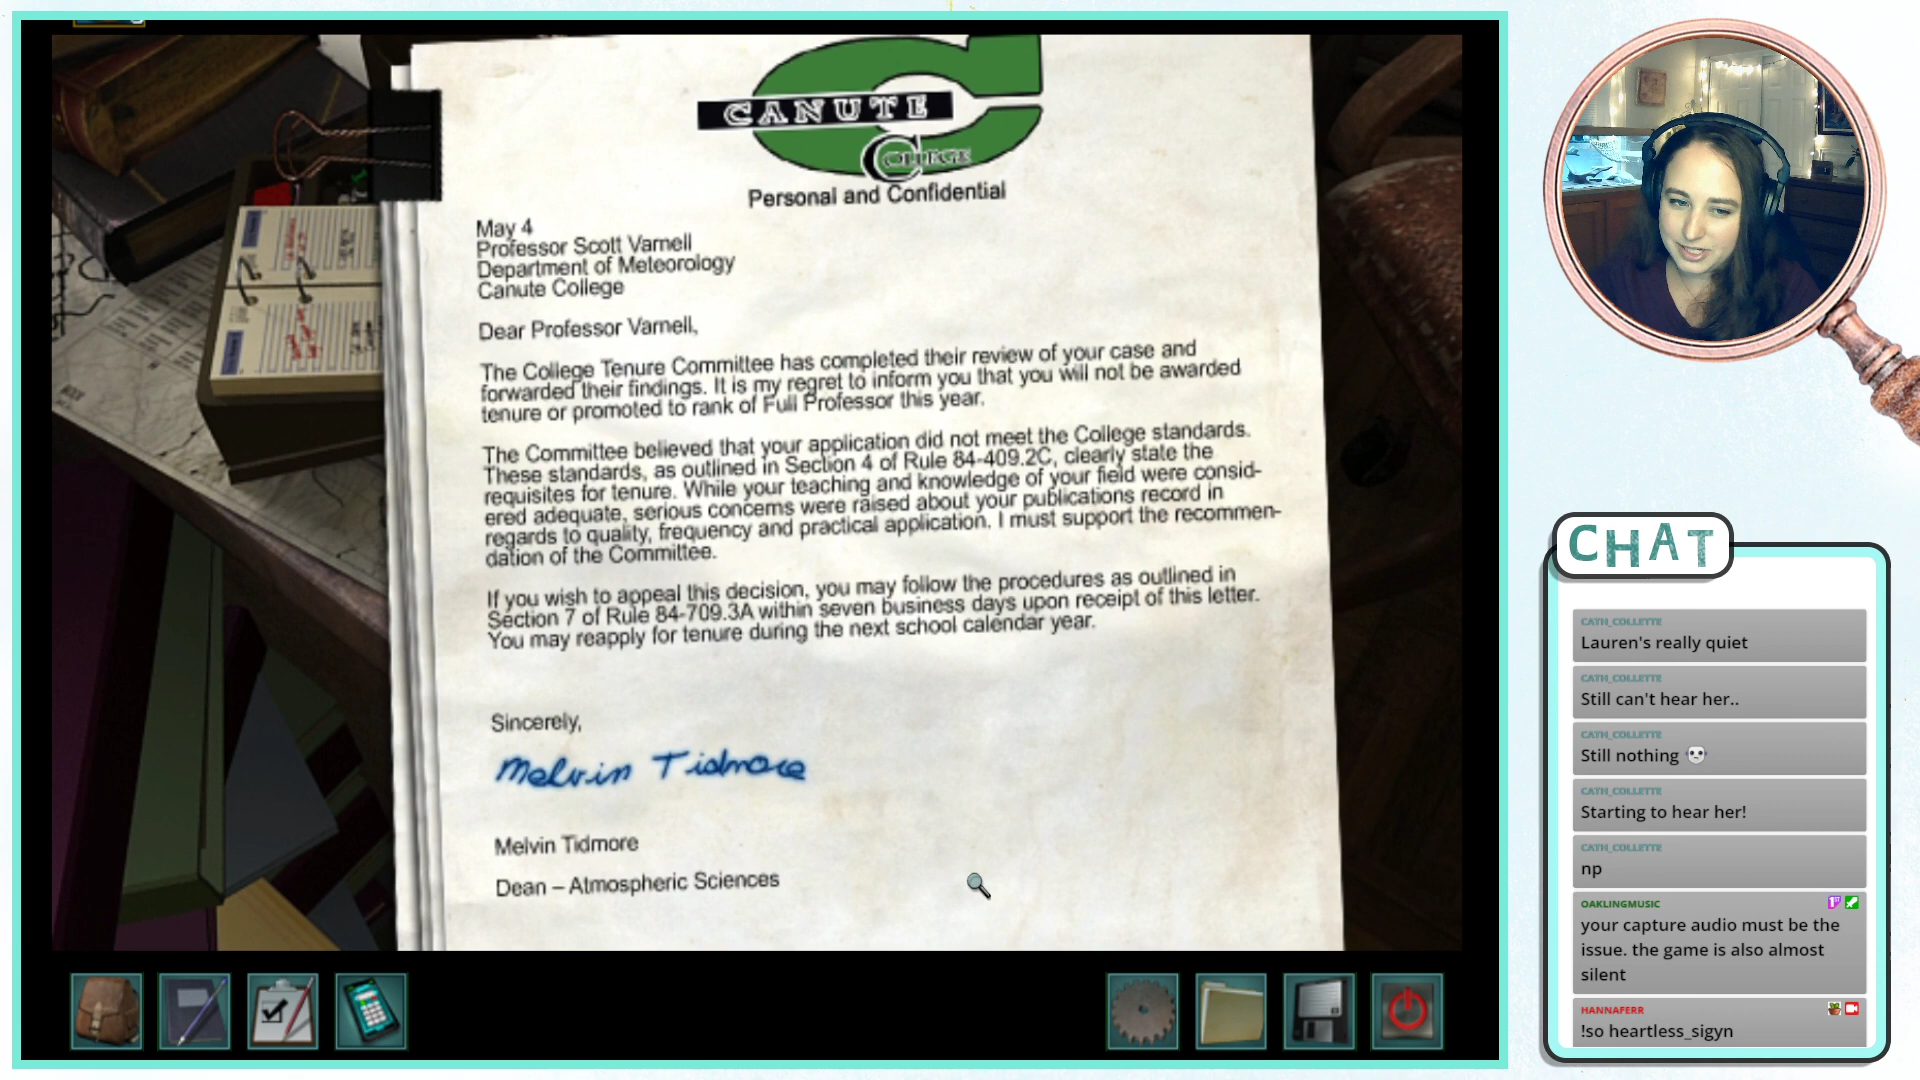 CANUTE
COLLEGE
Personal and Confidential
May 4
Professor Scott Varnell
Department of Meteorology
Canute College
Dear Professor Varnell,
The College Tenure Committee has completed their review of your case and
forwarded their findings. It is my regret to inform you that you will not be awarded
tenure or promoted to rank of Full Professor this year.
The Committee believed that your application did not meet the College standards.
These standards, as outlined in Section 4 of Rule 84-409.2C, clearly state the
requisites for tenure. While your teaching and knowledge of your field were consid-
ered adequate, serious concerns were raised about your publications record in
regards to quality, frequency and practical application. I must support the recommen-
dation of the Committee.
If you wish to appeal this decision, you may follow the procedures as outlined in
Section 7 of Rule 84-709.3A within seven business days upon receipt of this letter.
You may reapply for tenure during the next school calendar year.
Sincerely,
Melvin Tidmore
Melvin Tidmore
Dean – Atmospheric Sciences
CHAT
CATH_COLLETTE
Lauren's really quiet
CATH_COLLETTE
Still can't hear her..
CATH_COLLETTE
Still nothing
CATH_COLLETTE
Starting to hear her!
CATH_COLLETTE
np
OAKLINGMUSIC
your capture audio must be the
issue. the game is also almost
silent
HANNAFERR
!so heartless_sigyn